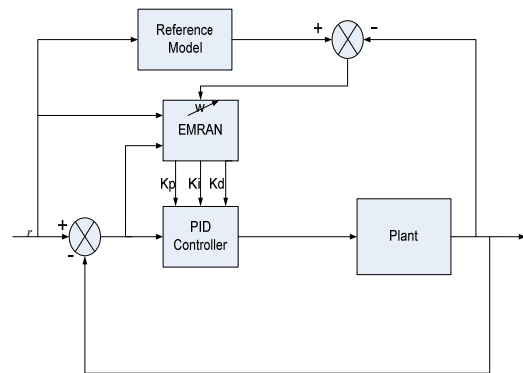 Reference
Model
+
-
w
EMRAN
Kp Ki Kd
r
+
-
PID
Controller
Plant